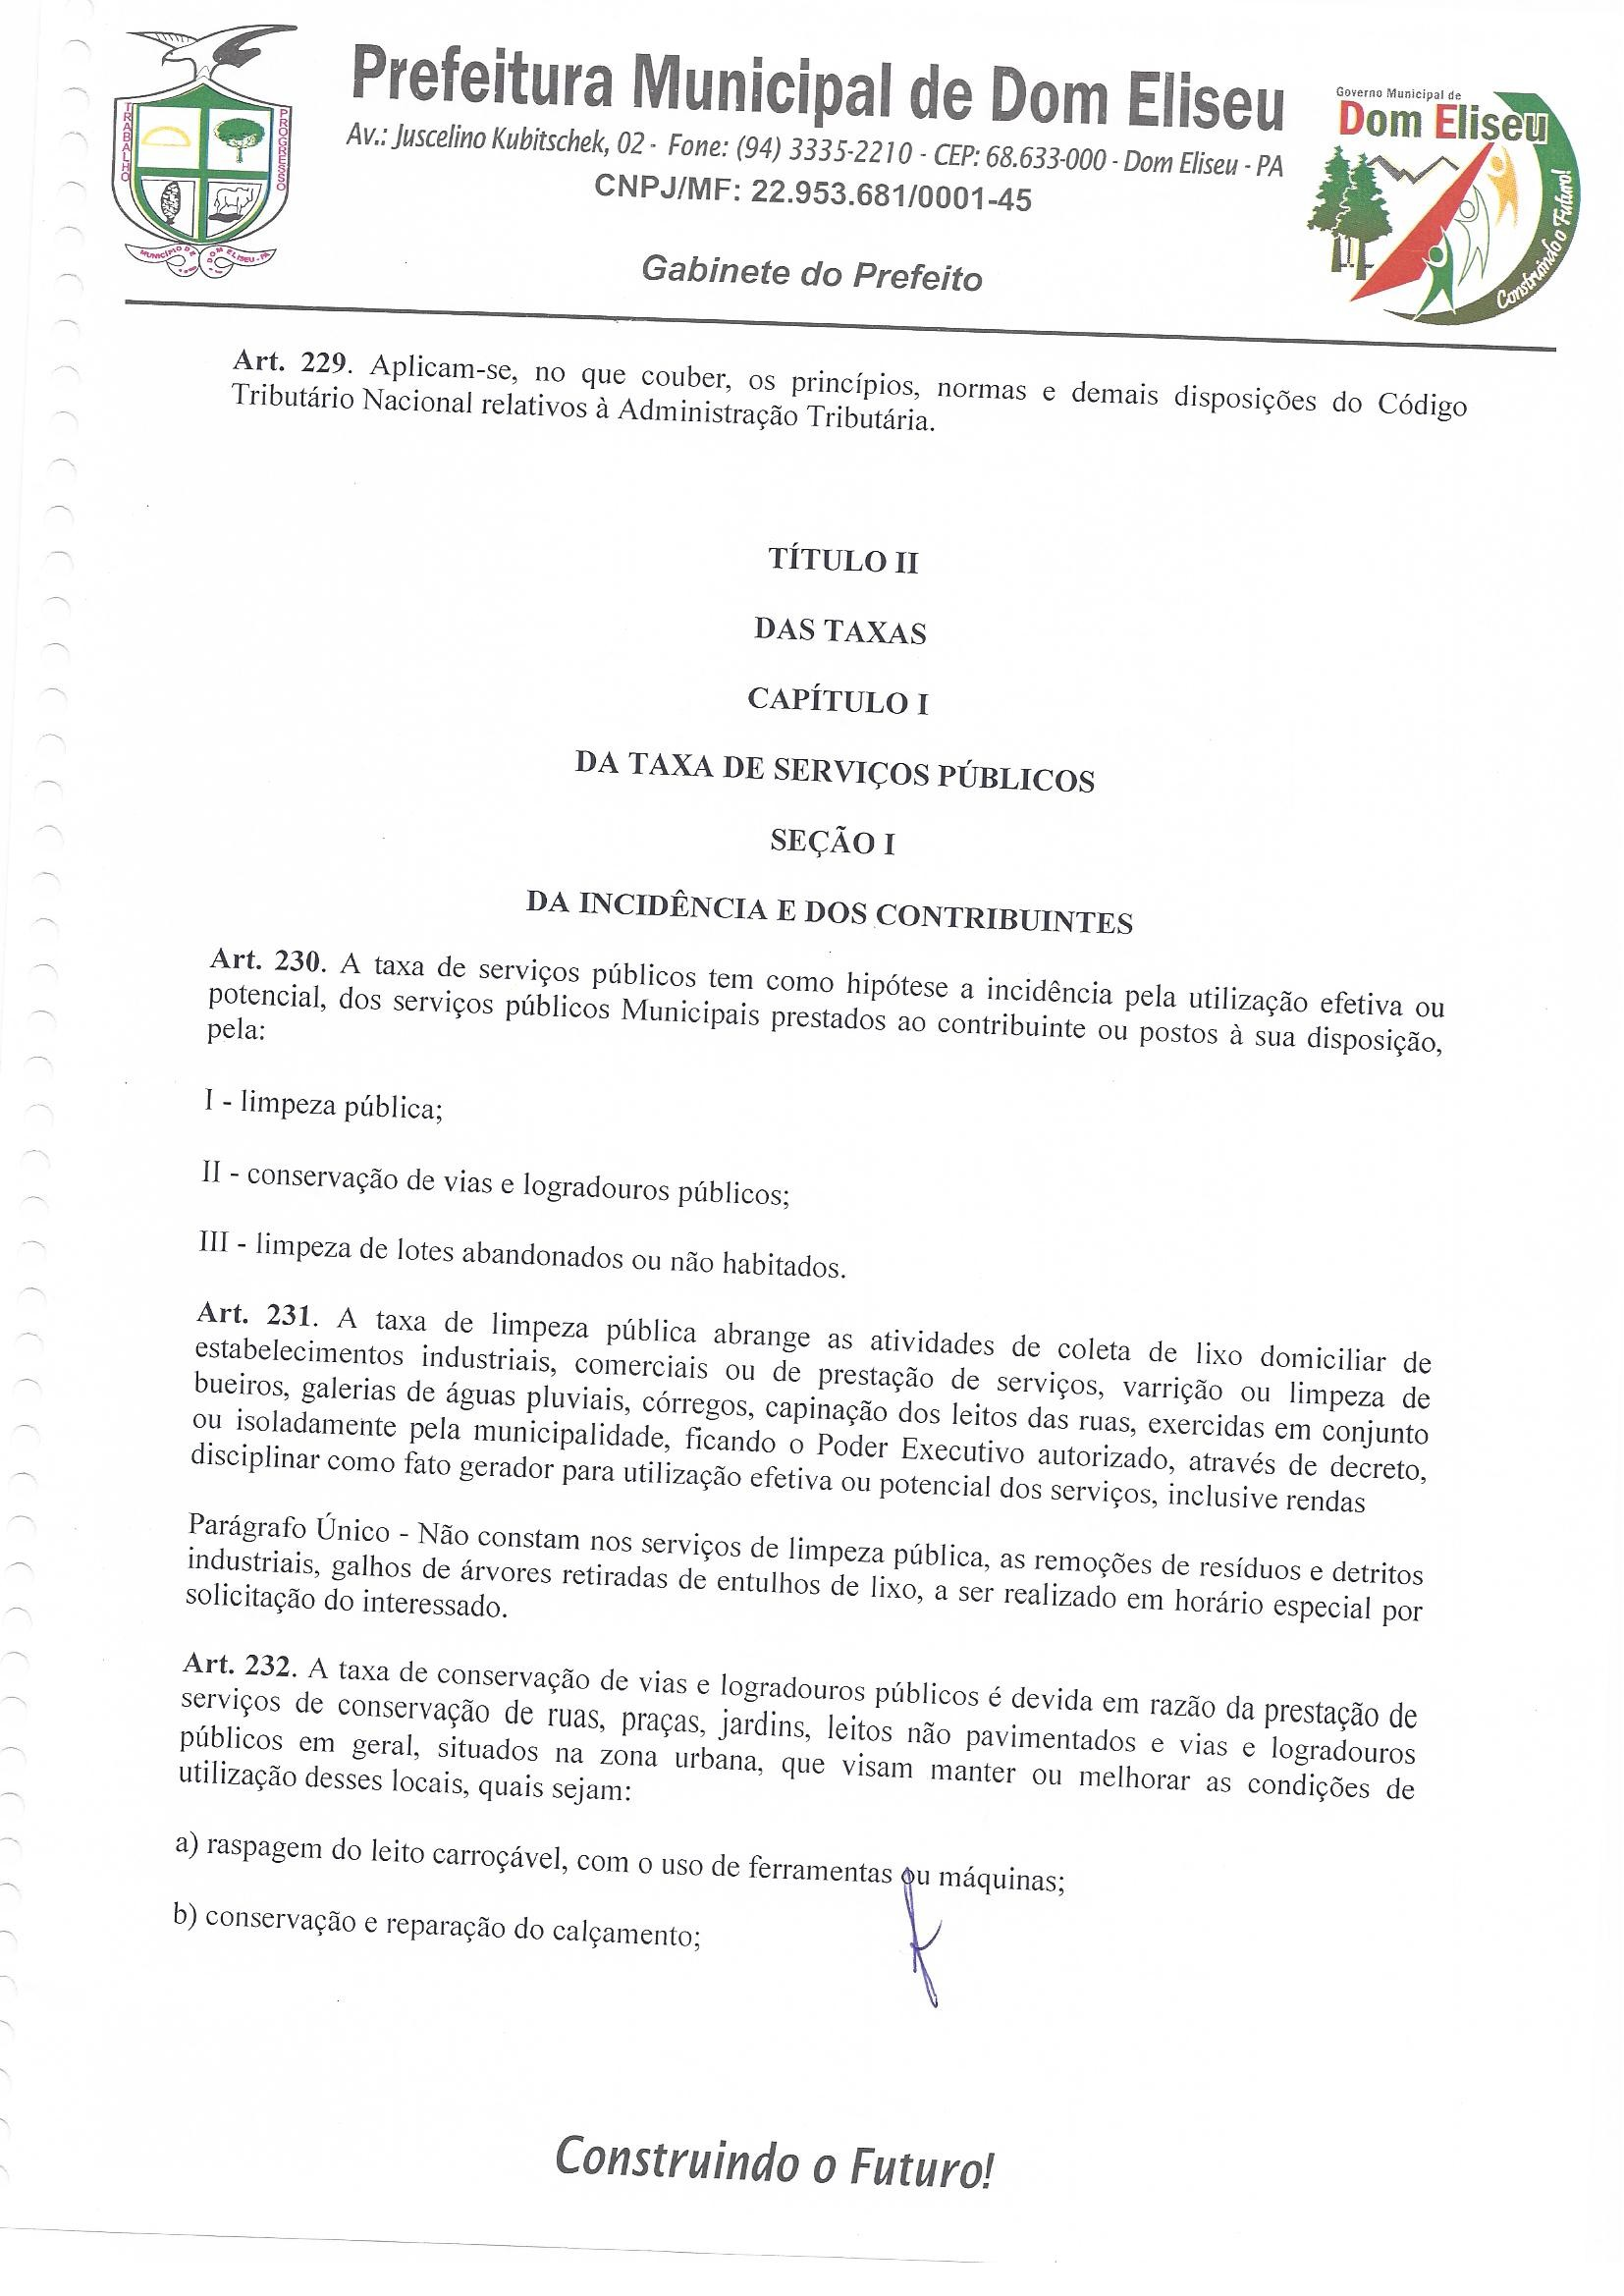 Prefeitura Municipal de Dom Eliseu
Av.: Juscelino Kubitschek, 02 - Fone: (94) 3335-2210 - CEP: 68.633-000 - Dom Eliseu - PA
CNPJ/MF: 22.953.681/0001-45
Gabinete do Prefeito
TRABALHO
PROGRESSO
MUNICÍPIO DE DOM ELISEU - PA
Governo Municipal de
Dom Eliseu
Construindo o Futuro!
Art. 229. Aplicam-se, no que couber, os princípios, normas e demais disposições do Código
Tributário Nacional relativos à Administração Tributária.
TÍTULO II
DAS TAXAS
CAPÍTULO I
DA TAXA DE SERVIÇOS PÚBLICOS
SEÇÃO I
DA INCIDÊNCIA E DOS CONTRIBUINTES
Art. 230. A taxa de serviços públicos tem como hipótese a incidência pela utilização efetiva ou
potencial, dos serviços públicos Municipais prestados ao contribuinte ou postos à sua disposição,
pela:
I - limpeza pública;
II - conservação de vias e logradouros públicos;
III - limpeza de lotes abandonados ou não habitados.
Art. 231. A taxa de limpeza pública abrange as atividades de coleta de lixo domiciliar de
estabelecimentos industriais, comerciais ou de prestação de serviços, varrição ou limpeza de
bueiros, galerias de águas pluviais, córregos, capinação dos leitos das ruas, exercidas em conjunto
ou isoladamente pela municipalidade, ficando o Poder Executivo autorizado, através de decreto,
disciplinar como fato gerador para utilização efetiva ou potencial dos serviços, inclusive rendas
Parágrafo Único - Não constam nos serviços de limpeza pública, as remoções de resíduos e detritos
industriais, galhos de árvores retiradas de entulhos de lixo, a ser realizado em horário especial por
solicitação do interessado.
Art. 232. A taxa de conservação de vias e logradouros públicos é devida em razão da prestação de
serviços de conservação de ruas, praças, jardins, leitos não pavimentados e vias e logradouros
públicos em geral, situados na zona urbana, que visam manter ou melhorar as condições de
utilização desses locais, quais sejam:
a) raspagem do leito carroçável, com o uso de ferramentas ou máquinas;
b) conservação e reparação do calçamento;
Construindo o Futuro!